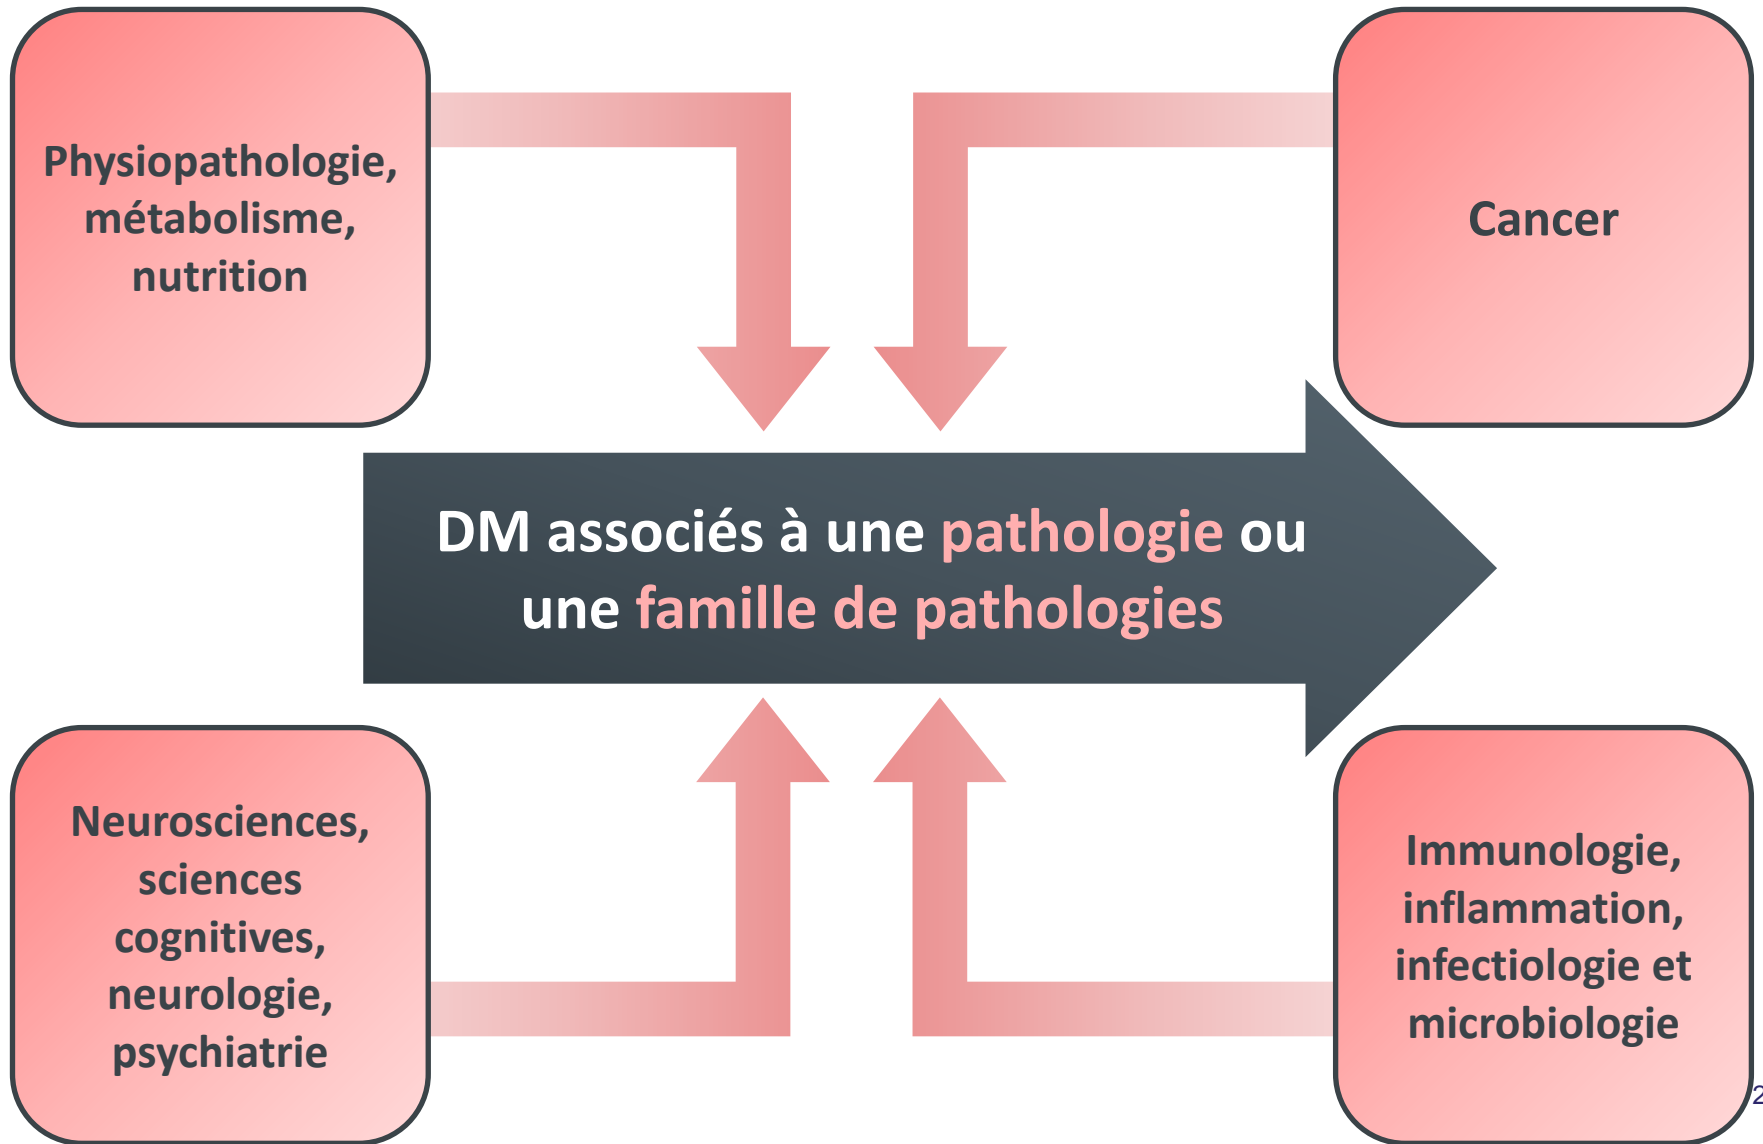 Physiopathologie,
métabolisme,
nutrition
Cancer
DM associés à une pathologie ou
une famille de pathologies
Neurosciences,
sciences
cognitives,
neurologie,
psychiatrie
Immunologie,
inflammation,
infectiologie et
microbiologie
2